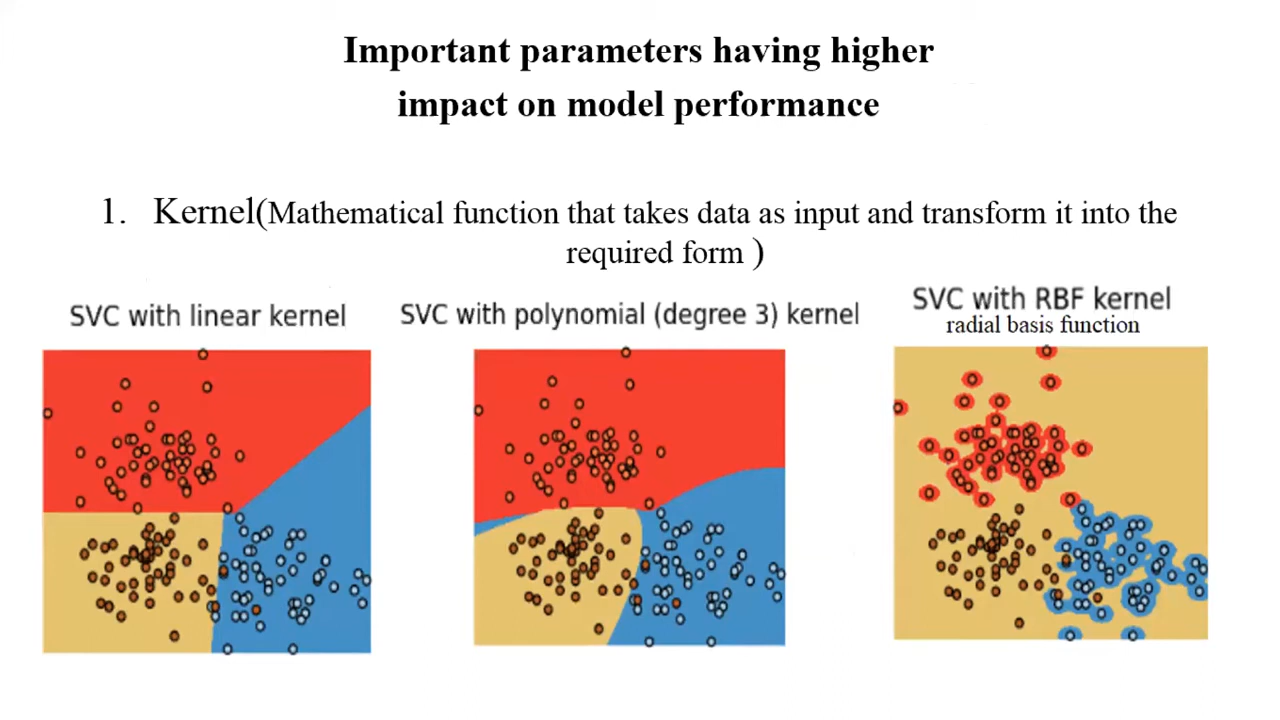 Important parameters having higher
impact on model performance
1. Kernel(Mathematical function that takes data as input and transform it into the
required form )
SVC with linear kernel
SVC with polynomial (degree 3) kernel
SVC with RBF kernel
radial basis function